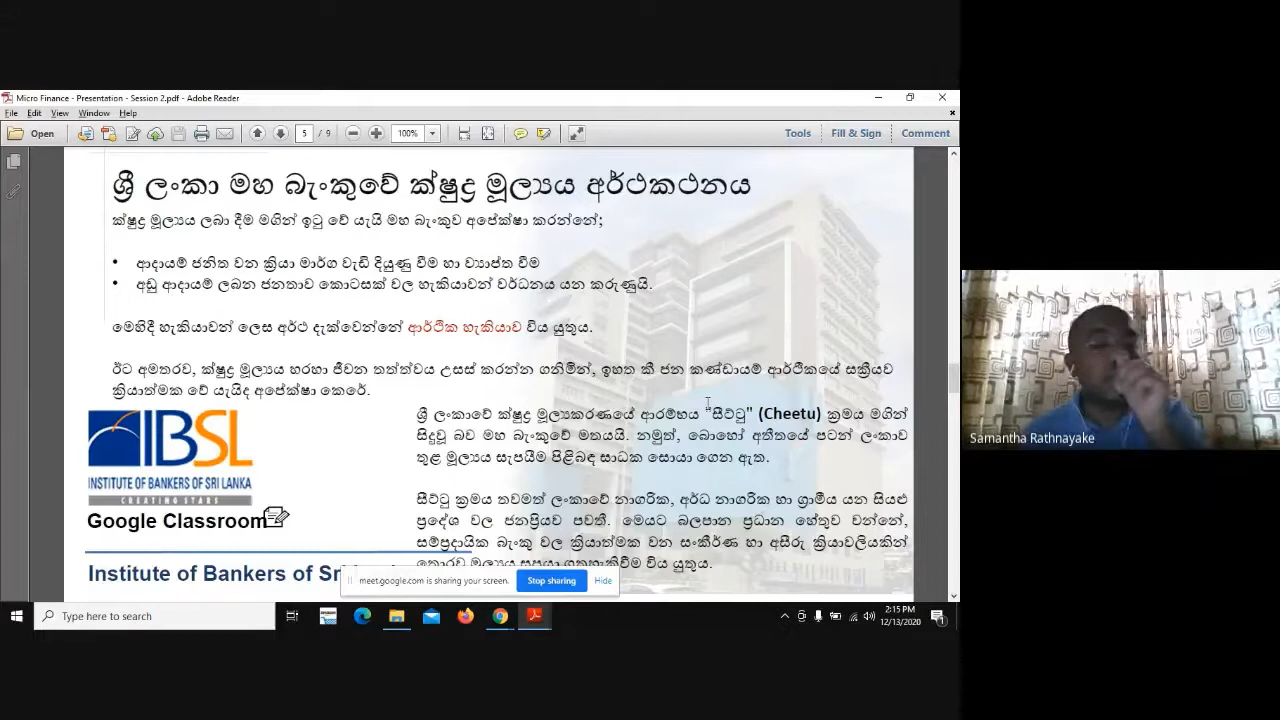 Micro Finance - Presentation - Session 2.pdf - Adobe Reader
File Edit View Window Help
Open 5 / 9 100% Tools Fill & Sign Comment
ශ්‍රී ලංකා මහ බැංකුවේ ක්ෂුද්‍ර මූල්‍යය අර්ථකථනය
ක්ෂුද්‍ර මූල්‍යය ලබා දීම මගින් ඉටු වේ යැයි මහ බැංකුව අපේක්ෂා කරන්නේ;
• ආදායම් ජනිත වන ක්‍රියා මාර්ග වැඩි දියුණු වීම හා ව්‍යාප්ත වීම
• අඩු ආදායම් ලබන ජනතාව කොටසක් වල හැකියාවන් වර්ධනය යන කරුණුයි.
මෙහිදී හැකියාවන් ලෙස අර්ථ දැක්වෙන්නේ ආර්ථික හැකියාව විය යුතුය.
ඊට අමතරව, ක්ෂුද්‍ර මූල්‍යය හරහා ජීවන තත්ත්වය උසස් කරන්න ගනිමින්, ඉහත කී ජන කණ්ඩායම් ආර්ථිකයේ සක්‍රීයව
ක්‍රියාත්මක වේ යැයිද අපේක්ෂා කෙරේ.
ශ්‍රී ලංකාවේ ක්ෂුද්‍ර මූල්‍යකරණයේ ආරම්භය "සීට්ටු" (Cheetu) ක්‍රමය මගින්
සිදුවූ බව මහ බැංකුවේ මතයයි. නමුත්, බොහෝ අතීතයේ පටන් ලංකාව
තුළ මූල්‍යය සැපයීම පිළිබඳ සාධක සොයා ගෙන ඇත.
සීට්ටු ක්‍රමය තවමත් ලංකාවේ නාගරික, අර්ධ නාගරික හා ග්‍රාමීය යන සියළු
ප්‍රදේශ වල ජනප්‍රියව පවතී. මෙයට බලපාන ප්‍රධාන හේතුව වන්නේ,
සම්ප්‍රදායික බැංකු වල ක්‍රියාත්මක වන සංකීර්ණ හා අසීරු ක්‍රියාවලියකින්
තොරව මූල්‍යය සපයා ගතහැකිවීම විය යුතුය.
IBSL
INSTITUTE OF BANKERS OF SRI LANKA
CREATING STARS
Google Classroom
Institute of Bankers of Sri
meet.google.com is sharing your screen. Stop sharing Hide
Samantha Rathnayake
Type here to search
2:15 PM
12/13/2020